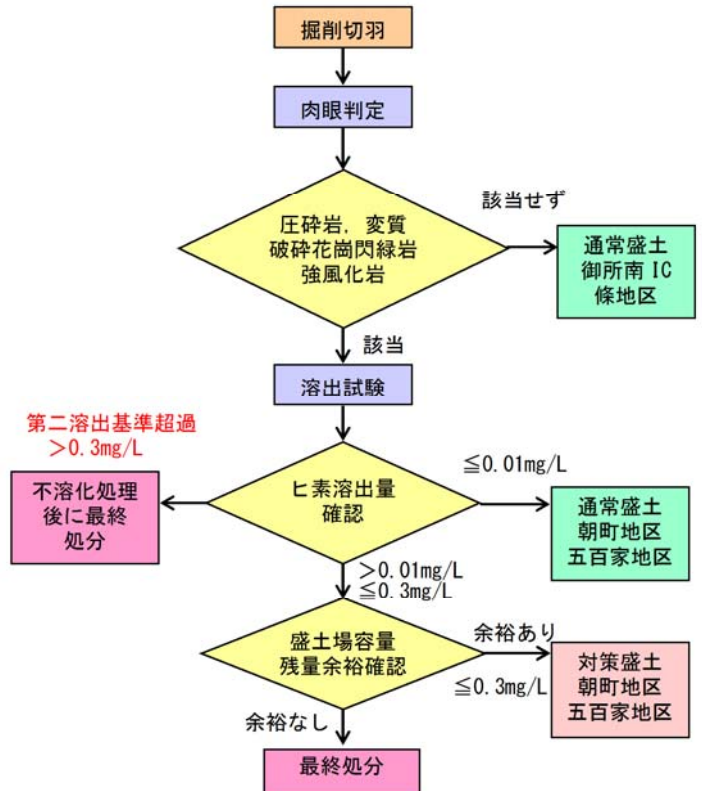 掘削切羽
肉眼判定
圧砕岩，変質
破砕花崗閃緑岩
強風化岩
該当せず
通常盛土
御所南 IC
條地区
該当
溶出試験
第二溶出基準超過
＞0.3mg/L
不溶化処理
後に最終
処分
ヒ素溶出量
確認
≦0.01mg/L
通常盛土
朝町地区
五百家地区
＞0.01mg/L
≦0.3mg/L
盛土場容量
残量余裕確認
余裕あり
≦0.3mg/L
対策盛土
朝町地区
五百家地区
余裕なし
最終処分